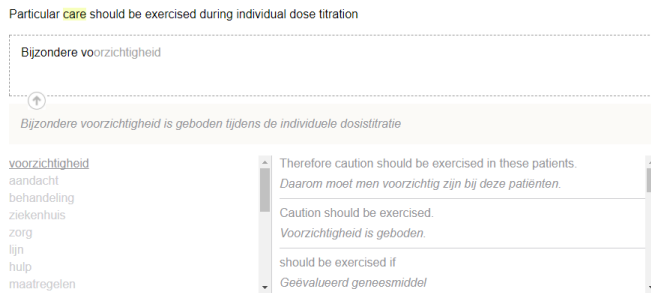 Particular care should be exercised during individual dose titration
Bijzondere voorzichtigheid
Bijzondere voorzichtigheid is geboden tijdens de individuele dosistitratie
voorzichtigheid
aandacht
behandeling
ziekenhuis
zorg
lijn
hulp
maatregelen
Therefore caution should be exercised in these patients.
Daarom moet men voorzichtig zijn bij deze patiënten.
Caution should be exercised.
Voorzichtigheid is geboden.
should be exercised if
Geëvalueerd geneesmiddel